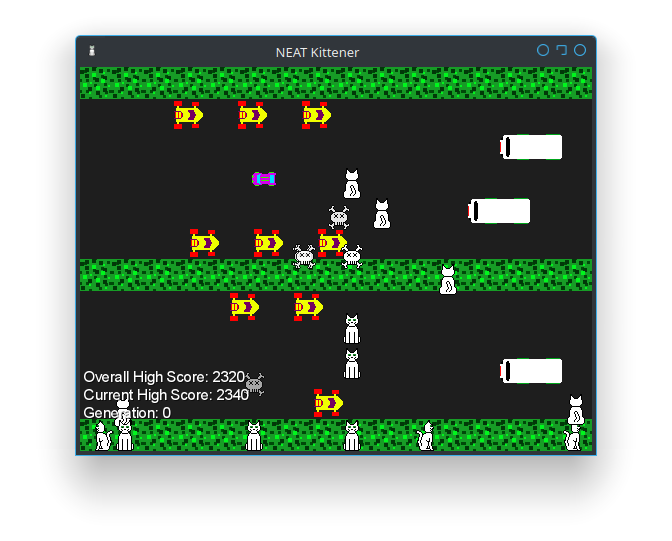 NEAT Kittener
Overall High Score: 2320
Current High Score: 2340
Generation: 0